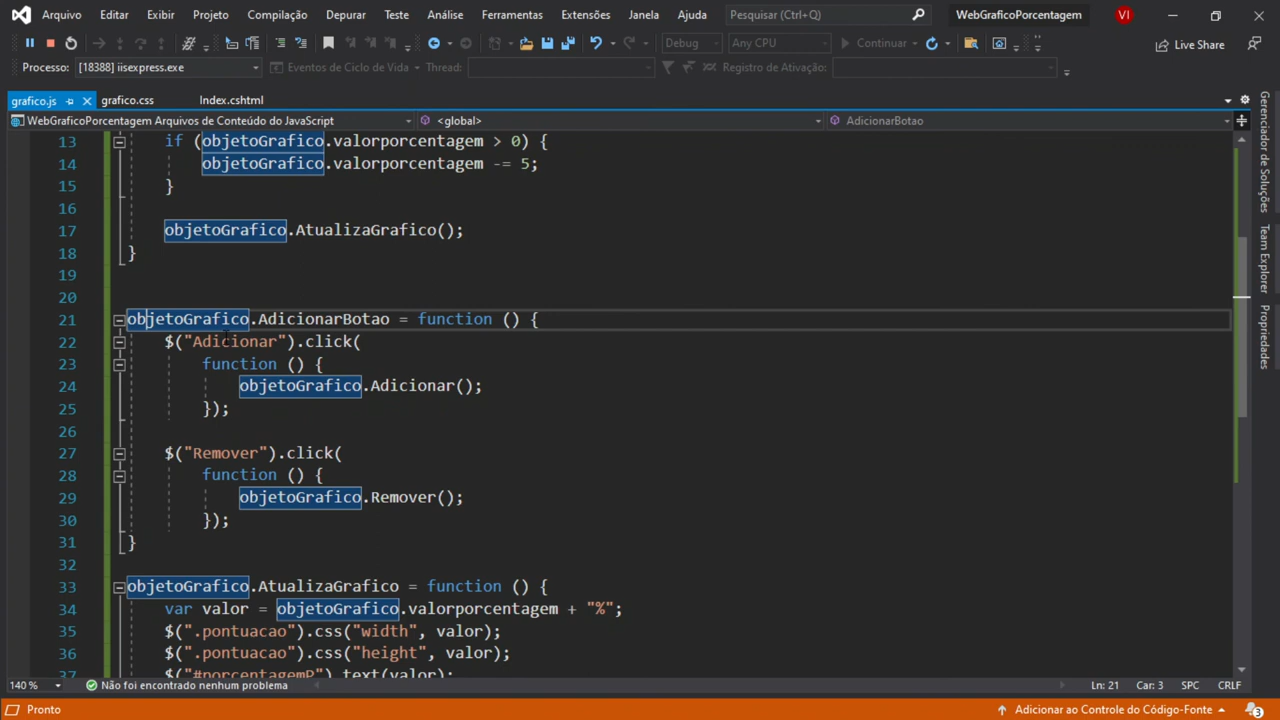 Arquivo Editar Exibir Projeto Compilação Depurar Teste Análise Ferramentas Extensões Janela Ajuda Pesquisar (Ctrl+Q) WebGraficoPorcentagem VI
Debug Any CPU Continuar Live Share
Processo: [18388] iisexpress.exe Eventos de Ciclo de Vida Thread: Registro de Ativação:
grafico.js grafico.css Index.cshtml
WebGraficoPorcentagem Arquivos de Conteúdo do JavaScript <global> AdicionarBotao
13 if (objetoGrafico.valorporcentagem > 0) {
14 objetoGrafico.valorporcentagem -= 5;
15 }
16
17 objetoGrafico.AtualizaGrafico();
18 }
19
20
21 objetoGrafico.AdicionarBotao = function () {
22 $("Adicionar").click(
23 function () {
24 objetoGrafico.Adicionar();
25 });
26
27 $("Remover").click(
28 function () {
29 objetoGrafico.Remover();
30 });
31 }
32
33 objetoGrafico.AtualizaGrafico = function () {
34 var valor = objetoGrafico.valorporcentagem + "%";
35 $(".pontuacao").css("width", valor);
36 $(".pontuacao").css("height", valor);
37 $("#porcentagemP").text(valor);
140 % Não foi encontrado nenhum problema Ln: 21 Car: 3 SPC CRLF
Pronto Adicionar ao Controle do Código-Fonte 3
Gerenciador de Soluções
Team Explorer
Propriedades